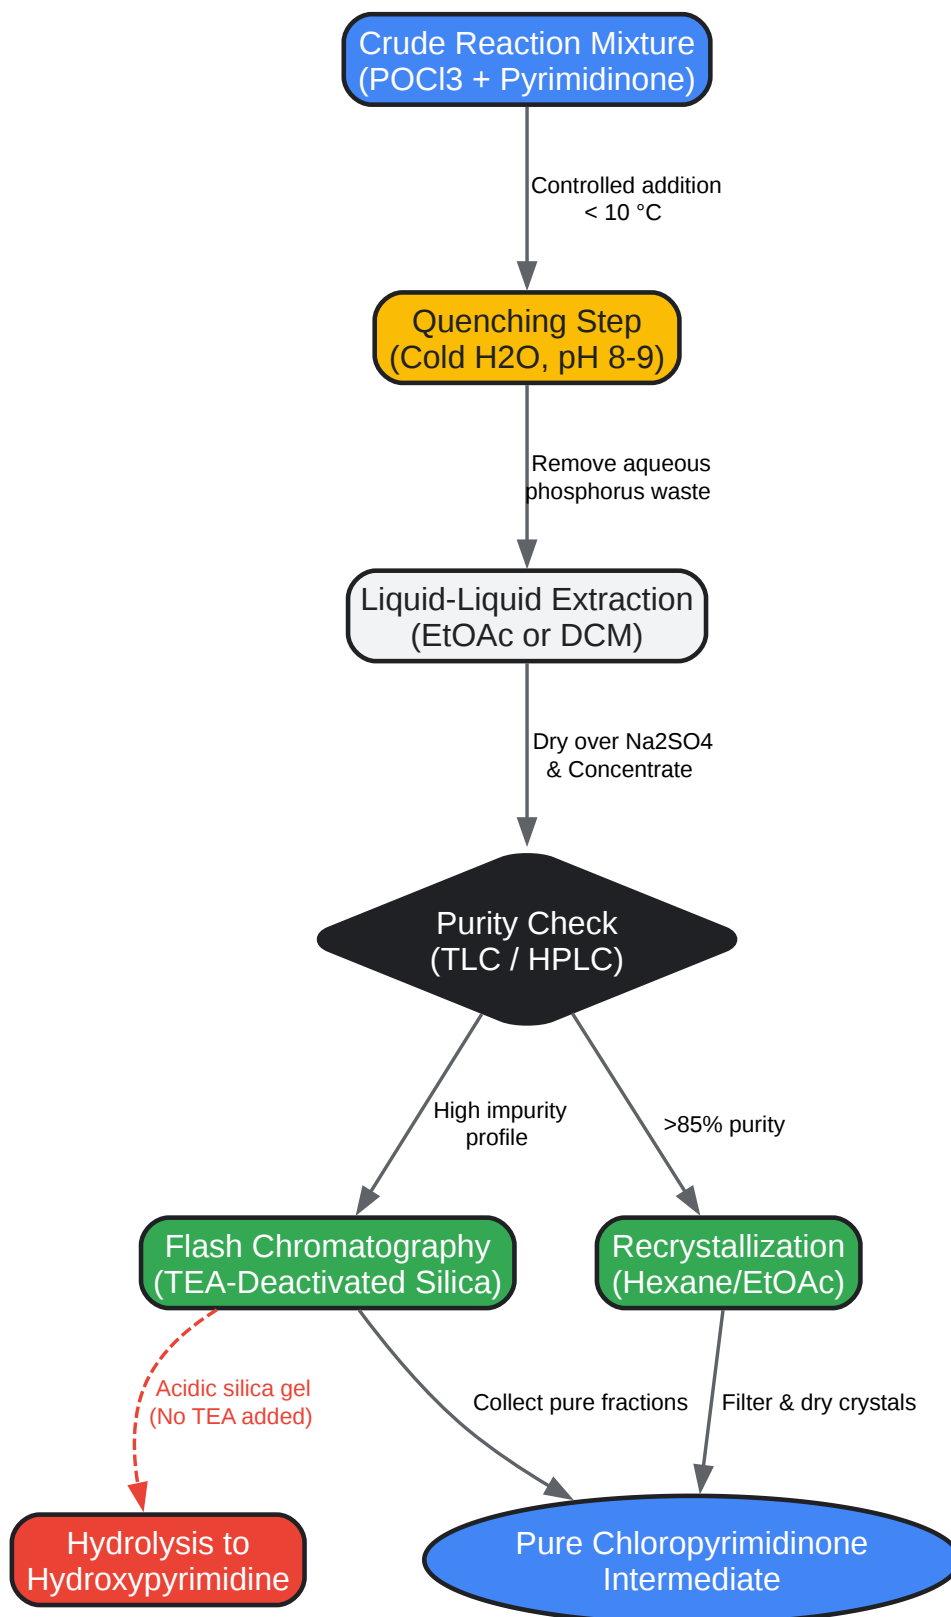 Crude Reaction Mixture
(POCl3 + Pyrimidinone)
Controlled addition
< 10 °C
Quenching Step
(Cold H2O, pH 8-9)
Remove aqueous
phosphorus waste
Liquid-Liquid Extraction
(EtOAc or DCM)
Dry over Na2SO4
& Concentrate
Purity Check
(TLC / HPLC)
High impurity
profile
>85% purity
Flash Chromatography
(TEA-Deactivated Silica)
Recrystallization
(Hexane/EtOAc)
Acidic silica gel
(No TEA added)
Collect pure fractions
Filter & dry crystals
Hydrolysis to
Hydroxypyrimidine
Pure Chloropyrimidinone
Intermediate